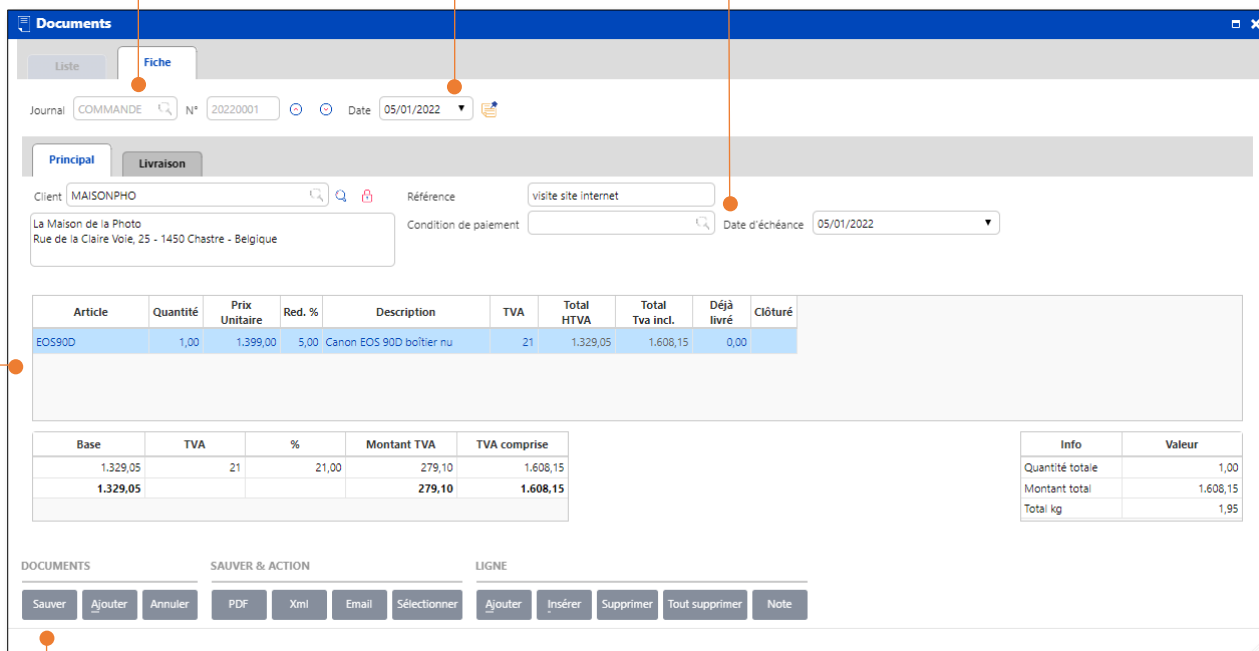 Documents
Liste Fiche
Journal COMMANDE N° 20220001 Date 05/01/2022
Principal Livraison
Client MAISONPHO Référence visite site internet
La Maison de la Photo
Rue de la Claire Voie, 25 - 1450 Chastre - Belgique
Condition de paiement Date d'échéance 05/01/2022
Article Quantité Prix Unitaire Red. % Description TVA Total HTVA Total Tva incl. Déjà livré Clôturé
EOS90D 1,00 1.399,00 5,00 Canon EOS 90D boîtier nu 21 1.329,05 1.608,15 0,00
Base TVA % Montant TVA TVA comprise
1.329,05 21 21,00 279,10 1.608,15
1.329,05 279,10 1.608,15
Info Valeur
Quantité totale 1,00
Montant total 1.608,15
Total kg 1,95
DOCUMENTS SAUVER & ACTION LIGNE
Sauver Ajouter Annuler PDF Xml Email Sélectionner Ajouter Insérer Supprimer Tout supprimer Note